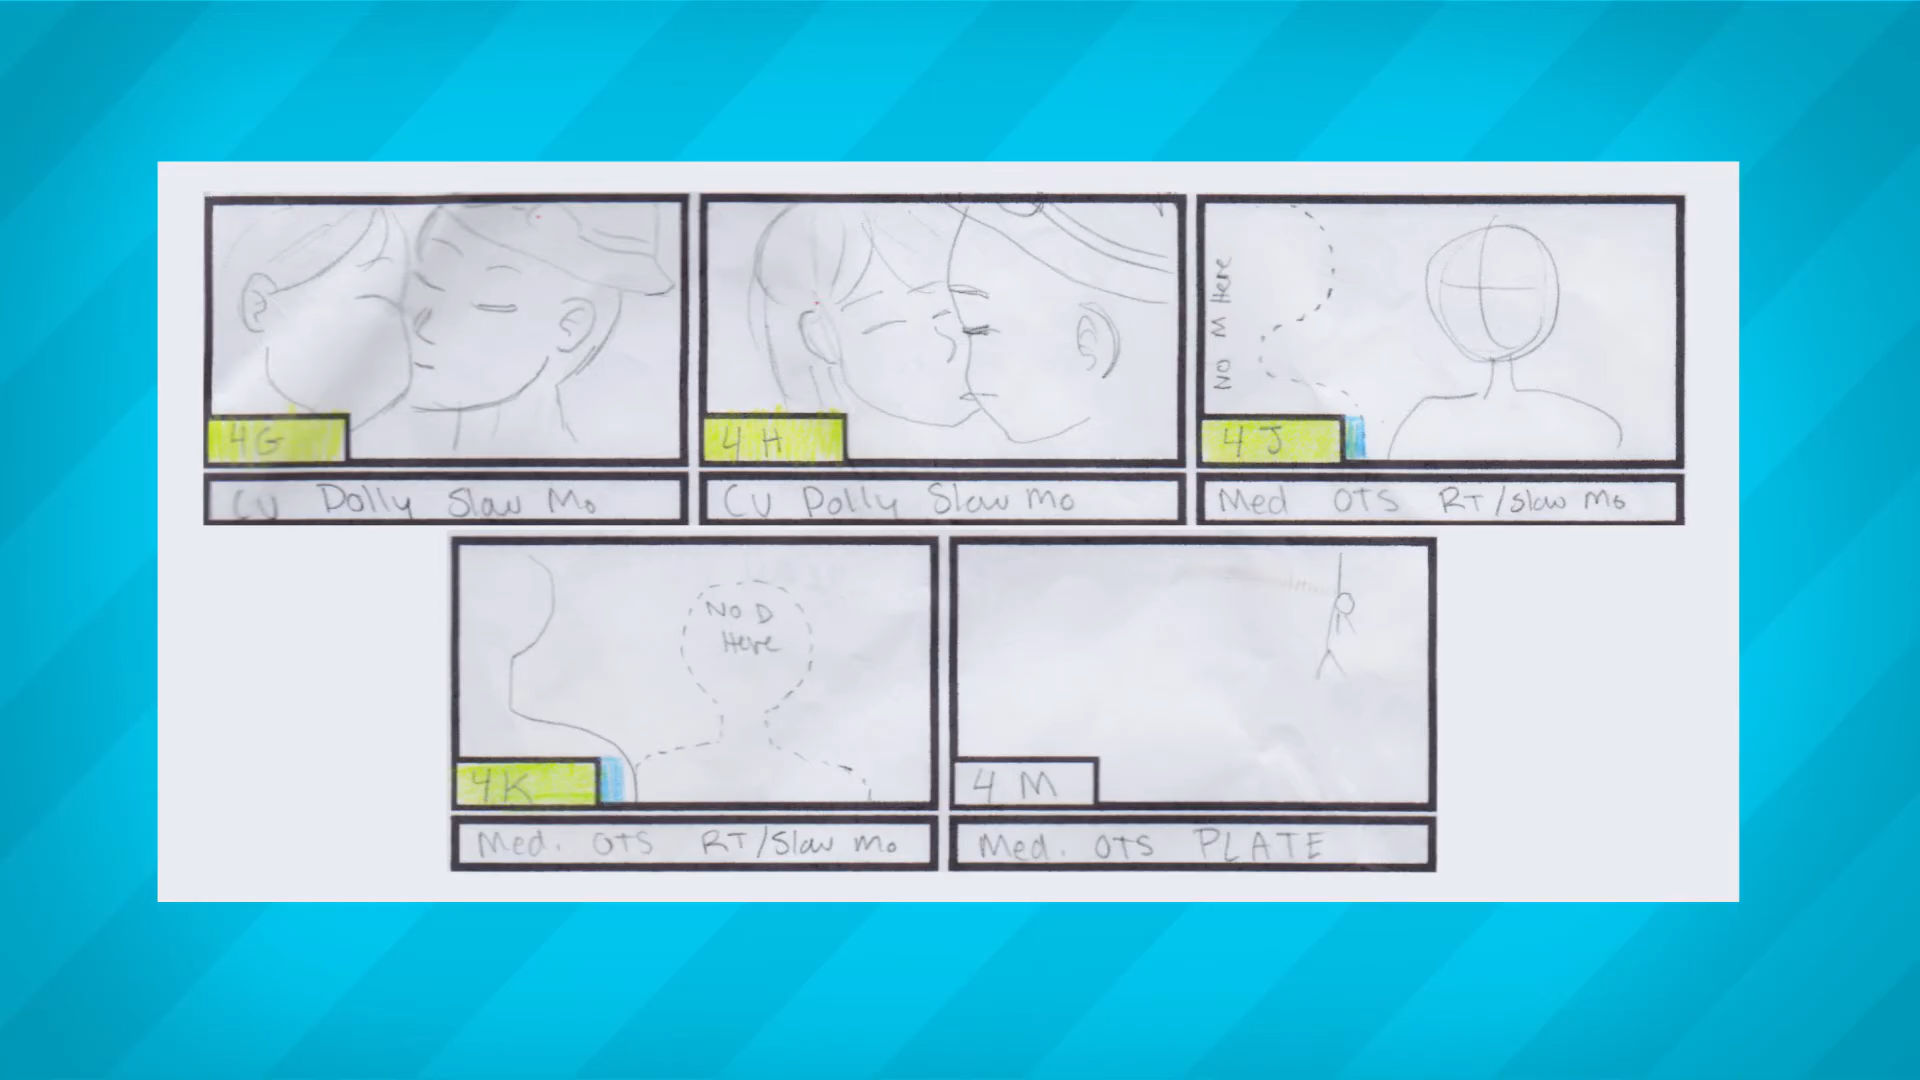 4G
CU Dolly Slow Mo
4 H
CU Dolly Slow Mo
No M Here
4 J
Med OTS RT/Slow Mo
No D
Here
4K
Med. OTS RT/Slow Mo
4 M
Med. OTS PLATE